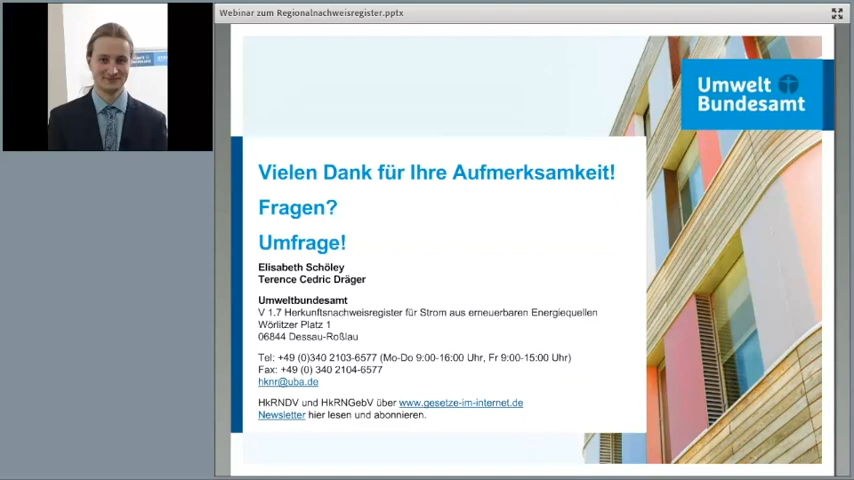 Webinar zum Regionalnachweisregister.pptx
Umwelt
Bundesamt
Vielen Dank für Ihre Aufmerksamkeit!
Fragen?
Umfrage!
Elisabeth Schöley
Terence Cedric Dräger
Umweltbundesamt
V 1.7 Herkunftsnachweisregister für Strom aus erneuerbaren Energiequellen
Wörlitzer Platz 1
06844 Dessau-Roßlau
Tel: +49 (0)340 2103-6577 (Mo-Do 9:00-16:00 Uhr, Fr 9:00-15:00 Uhr)
Fax: +49 (0) 340 2104-6577
hknr@uba.de
HkRNDV und HkRNGebV über www.gesetze-im-internet.de
Newsletter hier lesen und abonnieren.